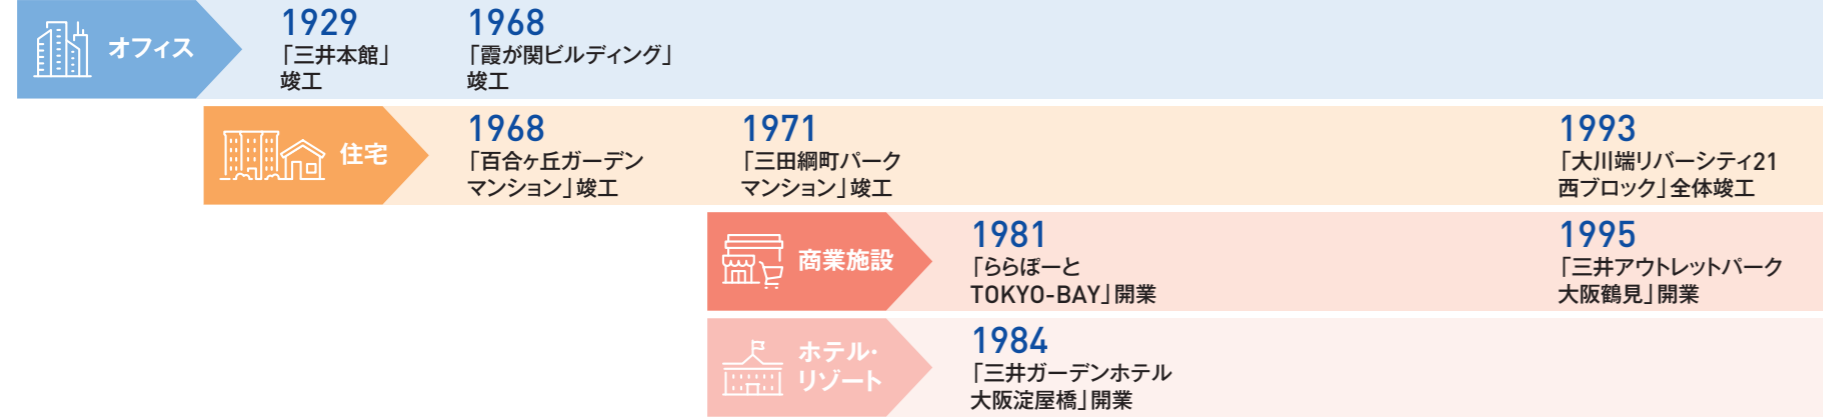 オフィス
1929
「三井本館」
竣工
1968
「霞が関ビルディング」
竣工
住宅
1968
「百合ヶ丘ガーデン
マンション」竣工
1971
「三田綱町パーク
マンション」竣工
1993
「大川端リバーシティ21
西ブロック」全体竣工
商業施設
1981
「ららぽーと
TOKYO-BAY」開業
1995
「三井アウトレットパーク
大阪鶴見」開業
ホテル・
リゾート
1984
「三井ガーデンホテル
大阪淀屋橋」開業